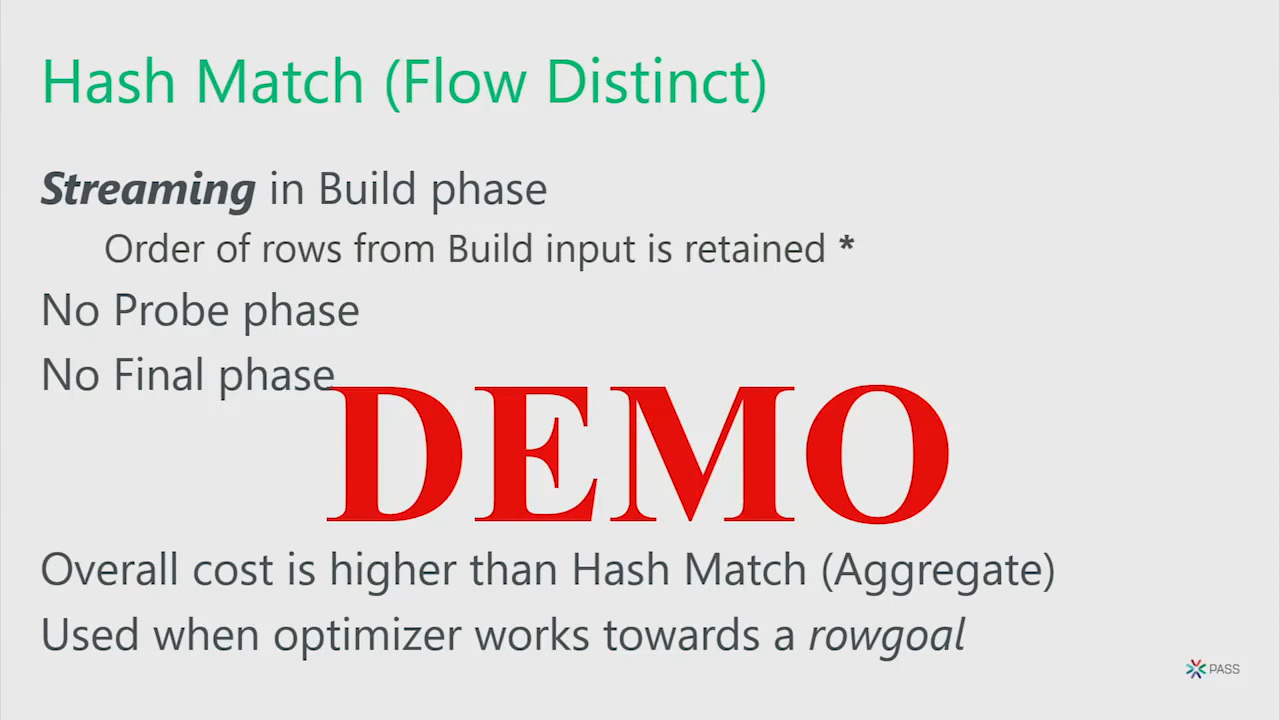 Hash Match (Flow Distinct)
Streaming in Build phase
Order of rows from Build input is retained *
No Probe phase
No Final phase
DEMO
Overall cost is higher than Hash Match (Aggregate)
Used when optimizer works towards a rowgoal
PASS